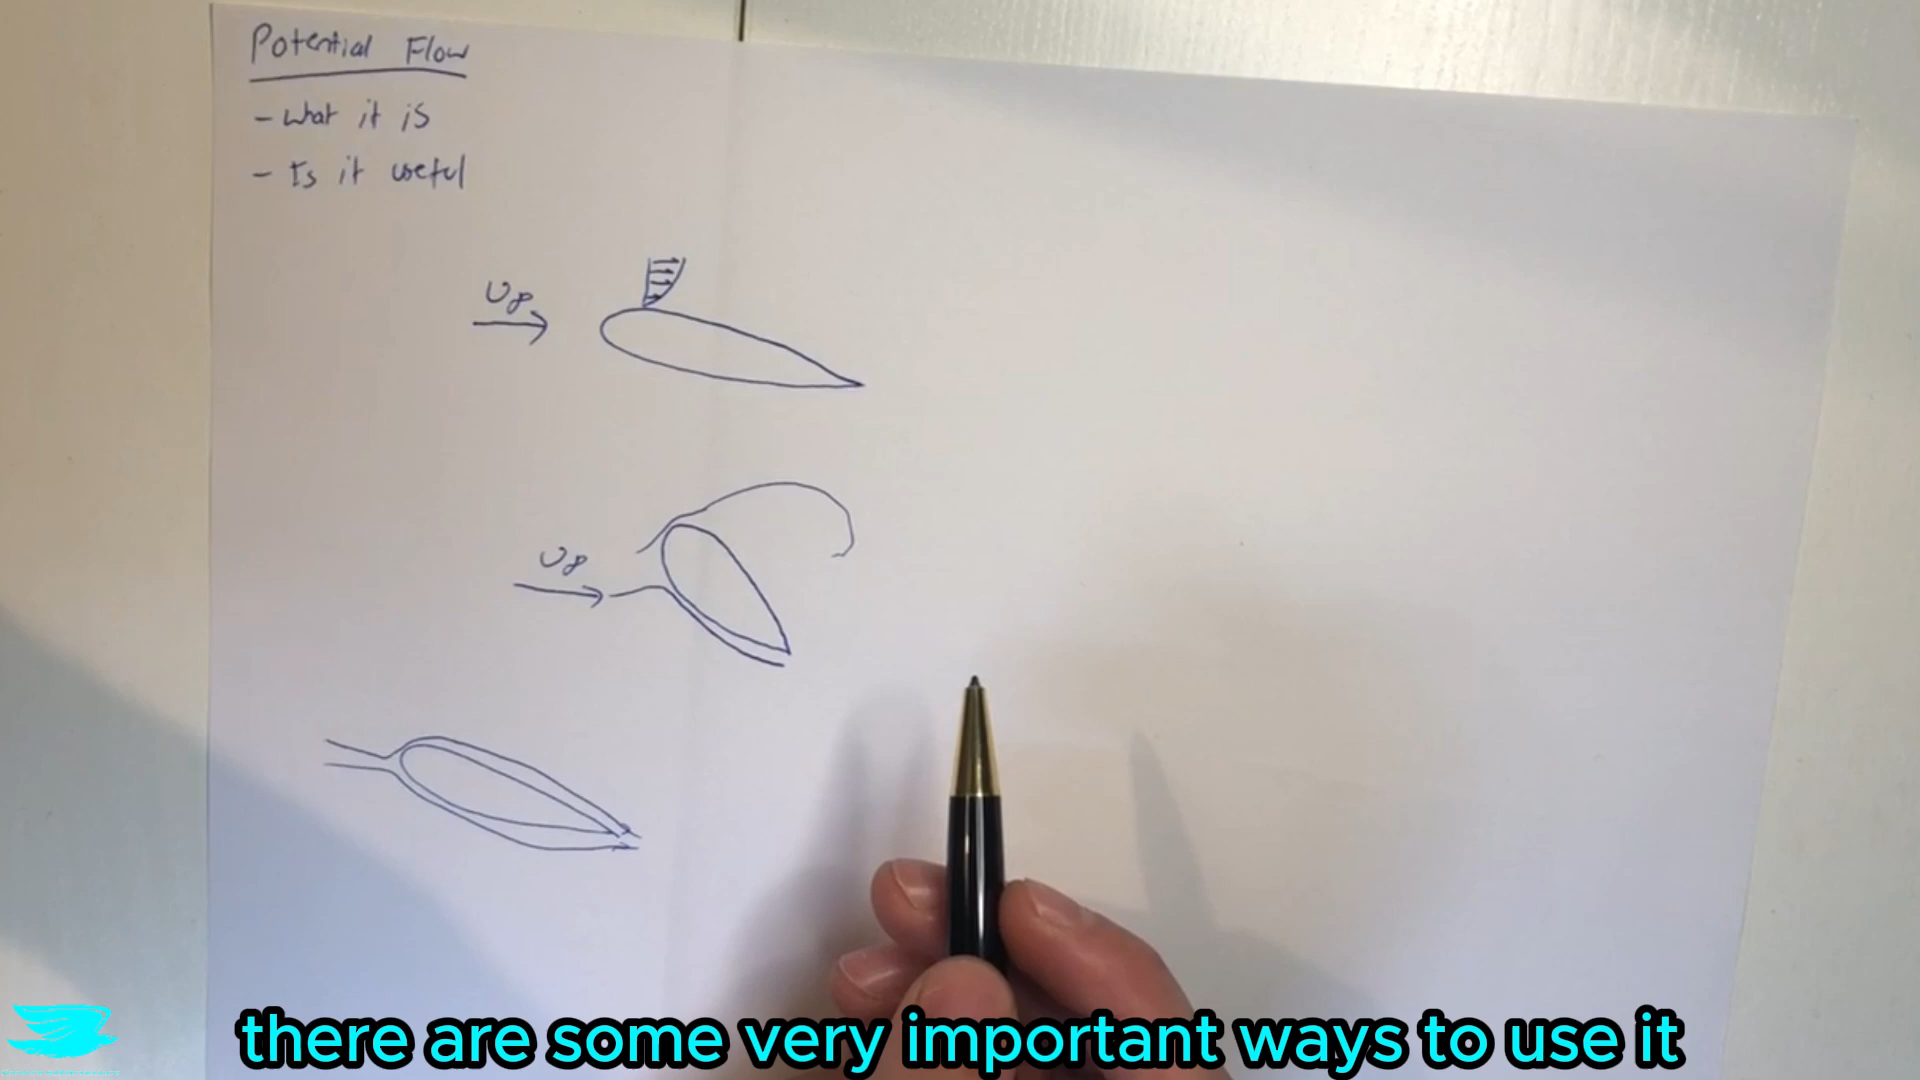 Potential Flow
- what it is
- Is it useful
U∞
U∞
there are some very important ways to use it